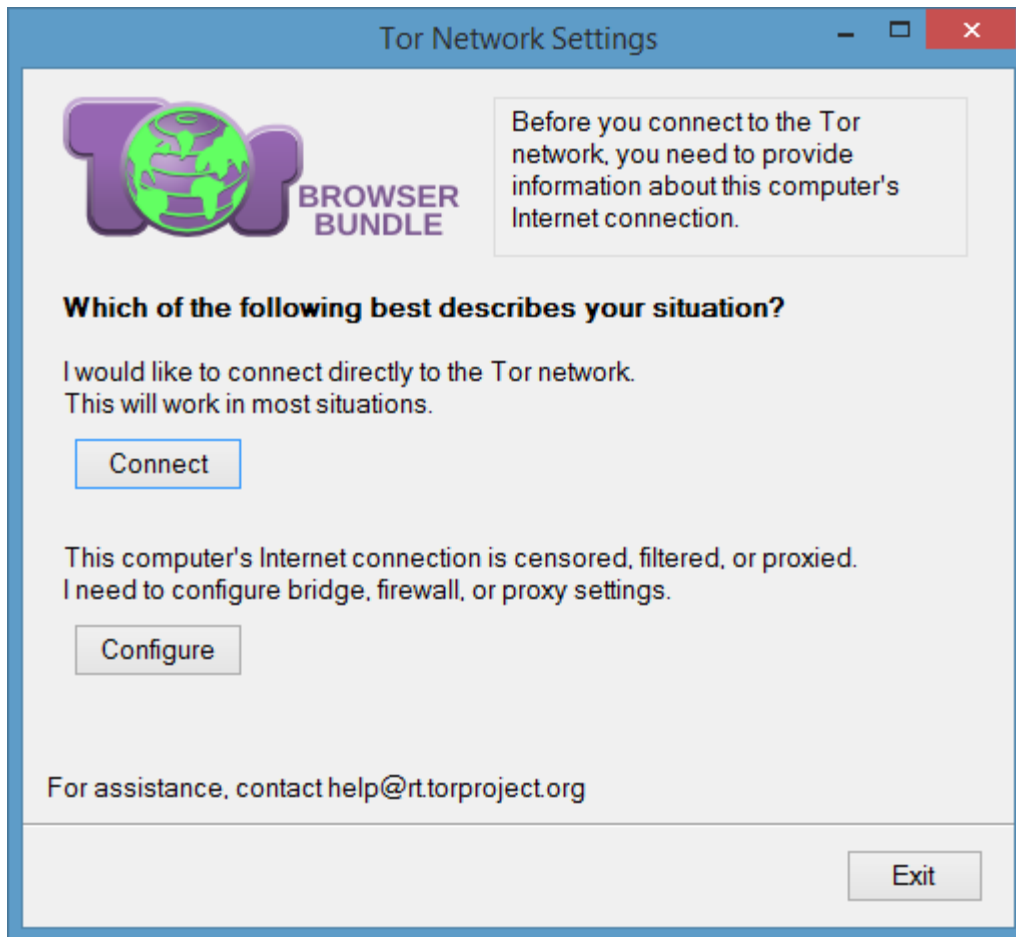 Tor Network Settings
Tor
BROWSER
BUNDLE
Before you connect to the Tor
network, you need to provide
information about this computer's
Internet connection.
Which of the following best describes your situation?
I would like to connect directly to the Tor network.
This will work in most situations.
Connect
This computer's Internet connection is censored, filtered, or proxied.
I need to configure bridge, firewall, or proxy settings.
Configure
For assistance, contact help@rt.torproject.org
Exit